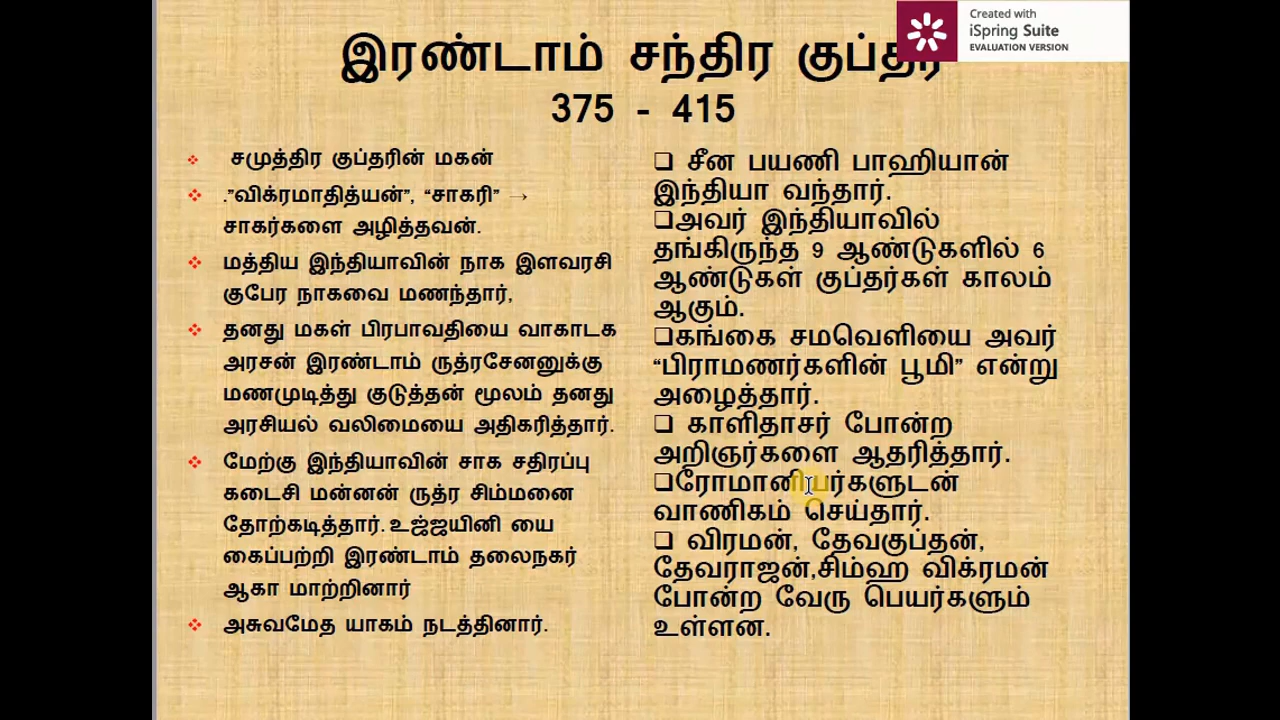 இரண்டாம் சந்திர குப்தர்
375 - 415
Created with
iSpring Suite
EVALUATION VERSION
சமுத்திர குப்தரின் மகன்
.”விக்ரமாதித்யன்”, “சாகரி” →
சாகர்களை அழித்தவன்.
மத்திய இந்தியாவின் நாக இளவரசி
குபேர நாகவை மணந்தார்,
தனது மகள் பிரபாவதியை வாகாடக
அரசன் இரண்டாம் ருத்ரசேனனுக்கு
மணமுடித்து குடுத்தன் மூலம் தனது
அரசியல் வலிமையை அதிகரித்தார்.
மேற்கு இந்தியாவின் சாக சதிரப்பு
கடைசி மன்னன் ருத்ர சிம்மனை
தோற்கடித்தார். உஜ்ஜயினி யை
கைப்பற்றி இரண்டாம் தலைநகர்
ஆகா மாற்றினார்
அசுவமேத யாகம் நடத்தினார்.
சீன பயணி பாஹியான்
இந்தியா வந்தார்.
அவர் இந்தியாவில்
தங்கிருந்த 9 ஆண்டுகளில் 6
ஆண்டுகள் குப்தர்கள் காலம்
ஆகும்.
கங்கை சமவெளியை அவர்
“பிராமணர்களின் பூமி” என்று
அழைத்தார்.
காளிதாசர் போன்ற
அறிஞர்களை ஆதரித்தார்.
ரோமானியர்களுடன்
வாணிகம் செய்தார்.
விரமன், தேவகுப்தன்,
தேவராஜன்,சிம்ஹ விக்ரமன்
போன்ற வேரு பெயர்களும்
உள்ளன.